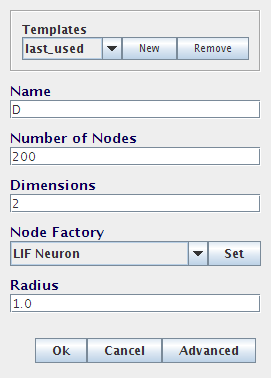 Templates
last_used New Remove
Name
D
Number of Nodes
200
Dimensions
2
Node Factory
LIF Neuron Set
Radius
1.0
Ok Cancel Advanced